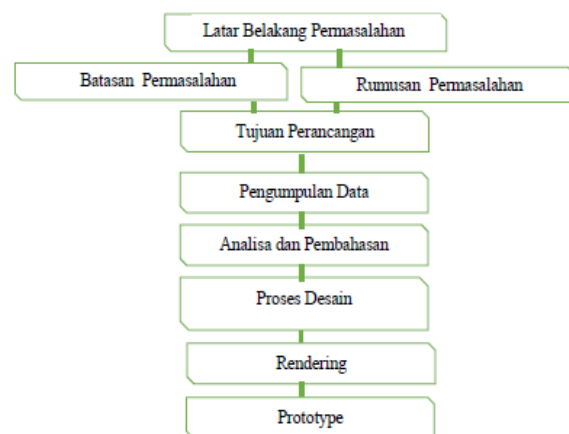 Latar Belakang Permasalahan
Batasan Permasalahan
Rumusan Permasalahan
Tujuan Perancangan
Pengumpulan Data
Analisa dan Pembahasan
Proses Desain
Rendering
Prototype